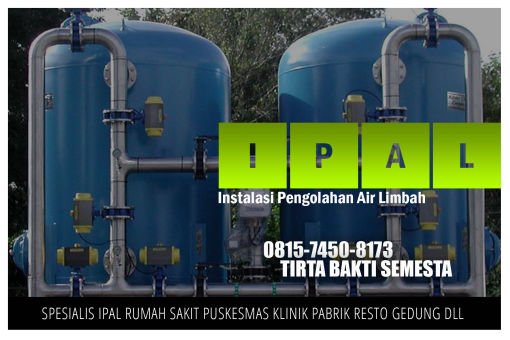 IPAL
Instalasi Pengolahan Air Limbah
0815-7450-8173
TIRTA BAKTI SEMESTA
SPESIALIS IPAL RUMAH SAKIT PUSKESMAS KLINIK PABRIK RESTO GEDUNG DLL